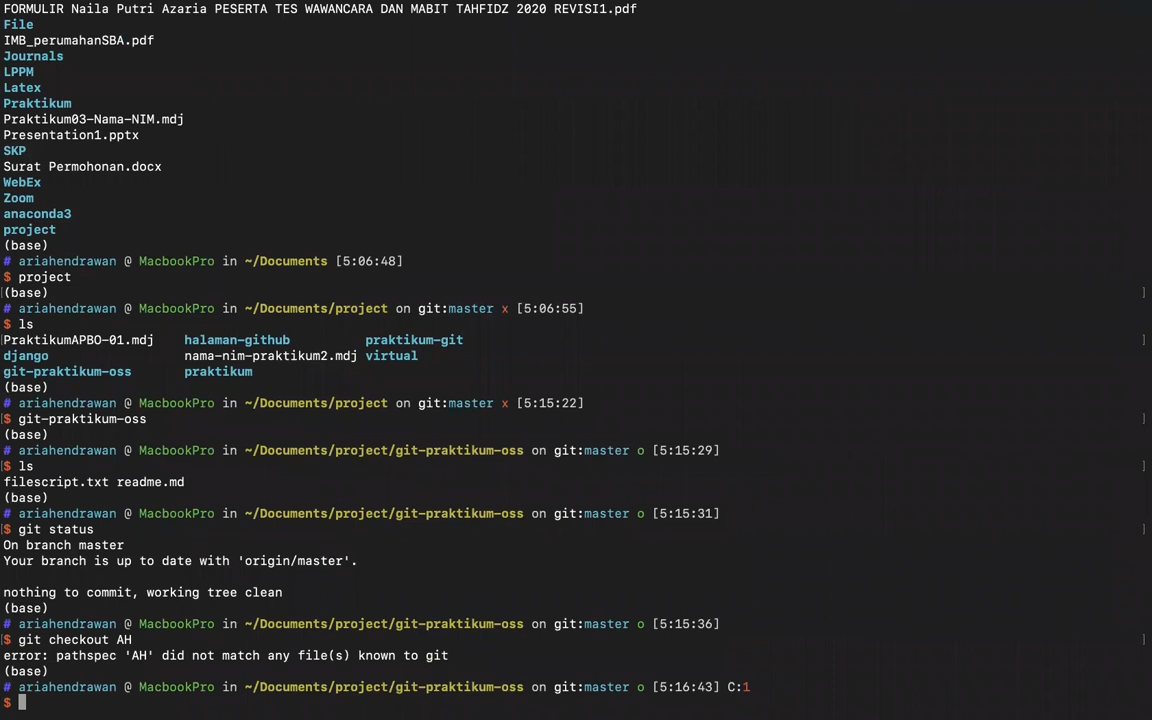 FORMULIR Naila Putri Azaria PESERTA TES WAWANCARA DAN MABIT TAHFIDZ 2020 REVISI1.pdf
File
IMB_perumahanSBA.pdf
Journals
LPPM
Latex
Praktikum
Praktikum03-Nama-NIM.mdj
Presentation1.pptx
SKP
Surat Permohonan.docx
WebEx
Zoom
anaconda3
project
(base)
# ariahendrawan @ MacbookPro in ~/Documents [5:06:48]
$ project
(base)
# ariahendrawan @ MacbookPro in ~/Documents/project on git:master x [5:06:55]
$ ls
PraktikumAPBO-01.mdj halaman-github praktikum-git
django nama-nim-praktikum2.mdj virtual
git-praktikum-oss praktikum
(base)
# ariahendrawan @ MacbookPro in ~/Documents/project on git:master x [5:15:22]
$ git-praktikum-oss
(base)
# ariahendrawan @ MacbookPro in ~/Documents/project/git-praktikum-oss on git:master o [5:15:29]
$ ls
filescript.txt readme.md
(base)
# ariahendrawan @ MacbookPro in ~/Documents/project/git-praktikum-oss on git:master o [5:15:31]
$ git status
On branch master
Your branch is up to date with 'origin/master'.
nothing to commit, working tree clean
(base)
# ariahendrawan @ MacbookPro in ~/Documents/project/git-praktikum-oss on git:master o [5:15:36]
$ git checkout AH
error: pathspec 'AH' did not match any file(s) known to git
(base)
# ariahendrawan @ MacbookPro in ~/Documents/project/git-praktikum-oss on git:master o [5:16:43] C:1
$